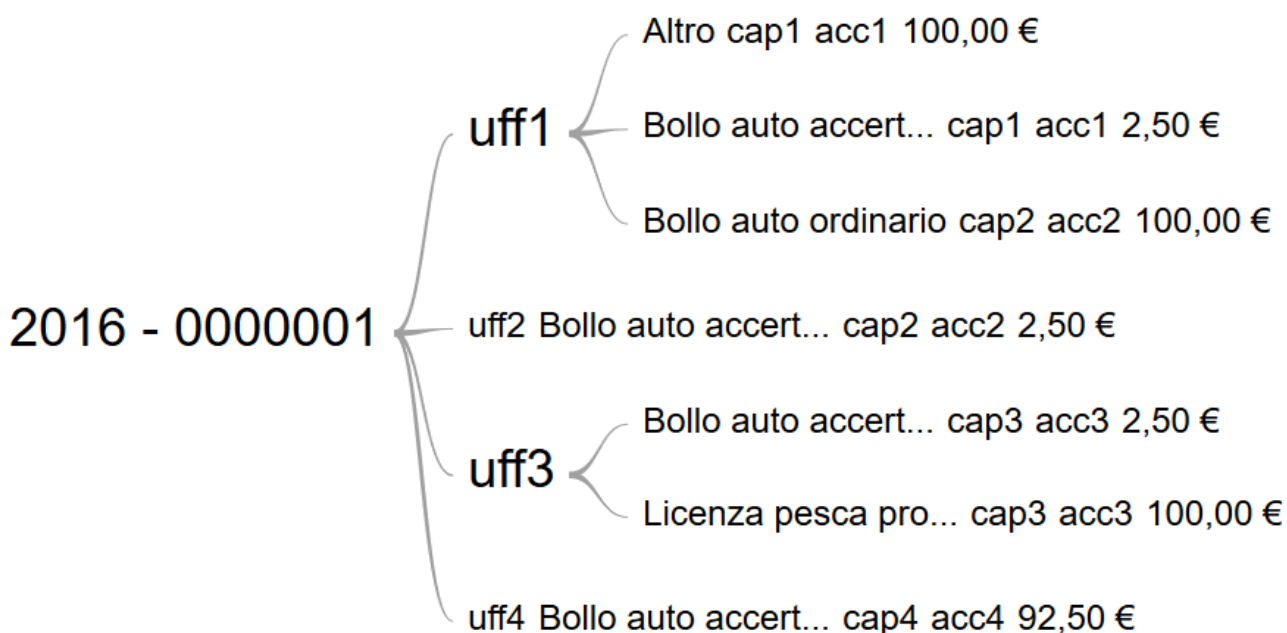 Altro cap1 acc1 100,00 €
uff1
Bollo auto accert... cap1 acc1 2,50 €
Bollo auto ordinario cap2 acc2 100,00 €
2016 - 0000001
uff2 Bollo auto accert... cap2 acc2 2,50 €
Bollo auto accert... cap3 acc3 2,50 €
uff3
Licenza pesca pro... cap3 acc3 100,00 €
uff4 Bollo auto accert... cap4 acc4 92,50 €